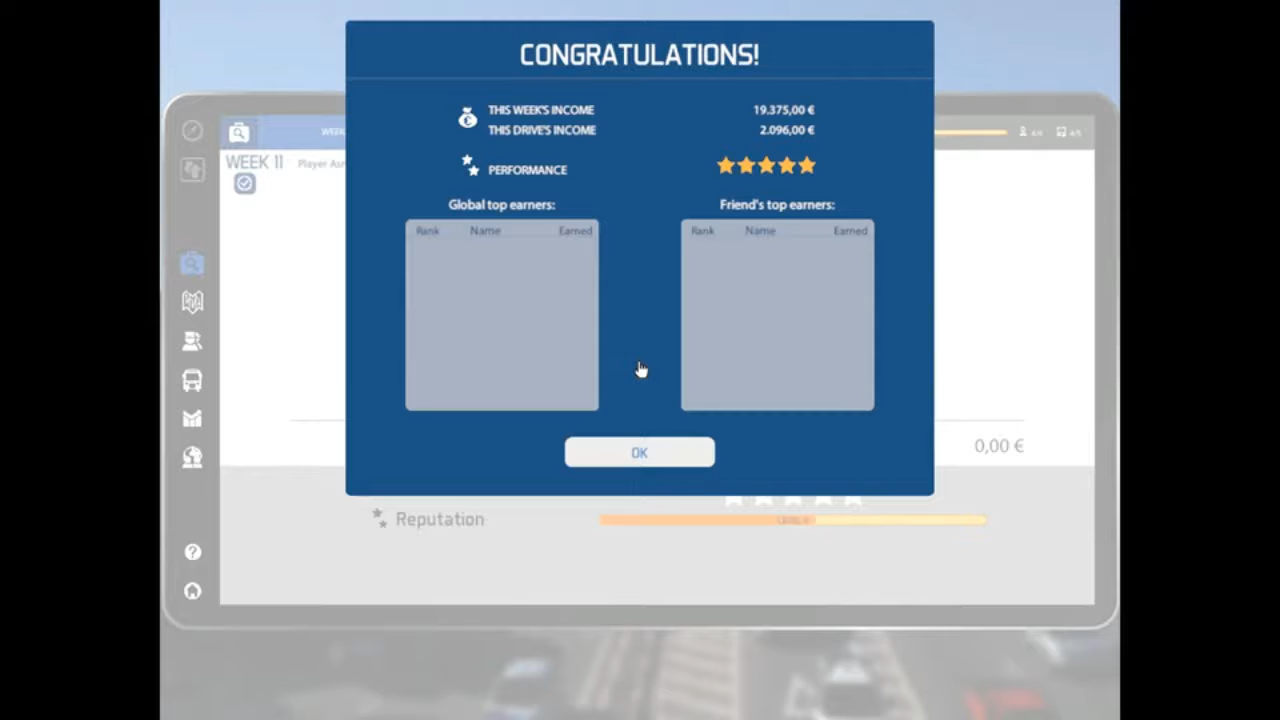 CONGRATULATIONS!
THIS WEEK'S INCOME 19.375,00 €
THIS DRIVE'S INCOME 2.096,00 €
PERFORMANCE
Global top earners: Friend's top earners:
Rank Name Earned Rank Name Earned
OK
WEEK 11 Player
0,00 €
Reputation